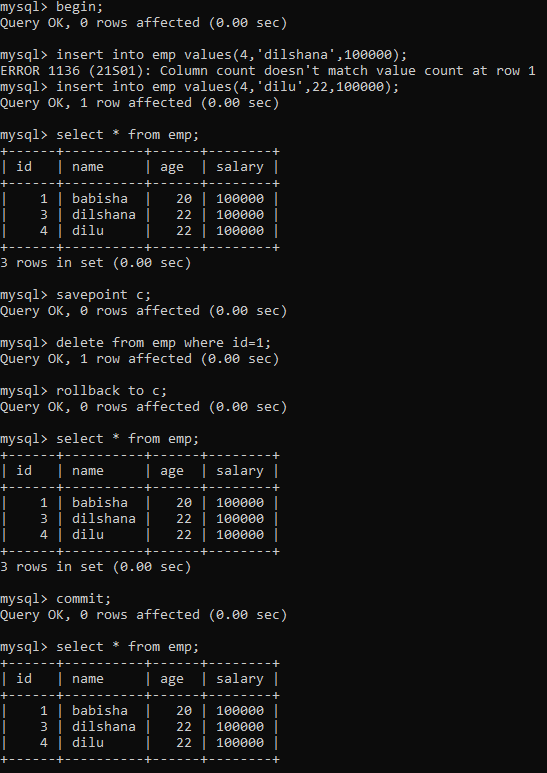 mysql> begin;
Query OK, 0 rows affected (0.00 sec)

mysql> insert into emp values(4,'dilshana',100000);
ERROR 1136 (21S01): Column count doesn't match value count at row 1
mysql> insert into emp values(4,'dilu',22,100000);
Query OK, 1 row affected (0.00 sec)

mysql> select * from emp;
+------+----------+------+--------+
| id   | name     | age  | salary |
+------+----------+------+--------+
|    1 | babisha  |   20 | 100000 |
|    3 | dilshana |   22 | 100000 |
|    4 | dilu     |   22 | 100000 |
+------+----------+------+--------+
3 rows in set (0.00 sec)

mysql> savepoint c;
Query OK, 0 rows affected (0.00 sec)

mysql> delete from emp where id=1;
Query OK, 1 row affected (0.00 sec)

mysql> rollback to c;
Query OK, 0 rows affected (0.00 sec)

mysql> select * from emp;
+------+----------+------+--------+
| id   | name     | age  | salary |
+------+----------+------+--------+
|    1 | babisha  |   20 | 100000 |
|    3 | dilshana |   22 | 100000 |
|    4 | dilu     |   22 | 100000 |
+------+----------+------+--------+
3 rows in set (0.00 sec)

mysql> commit;
Query OK, 0 rows affected (0.00 sec)

mysql> select * from emp;
+------+----------+------+--------+
| id   | name     | age  | salary |
+------+----------+------+--------+
|    1 | babisha  |   20 | 100000 |
|    3 | dilshana |   22 | 100000 |
|    4 | dilu     |   22 | 100000 |
+------+----------+------+--------+